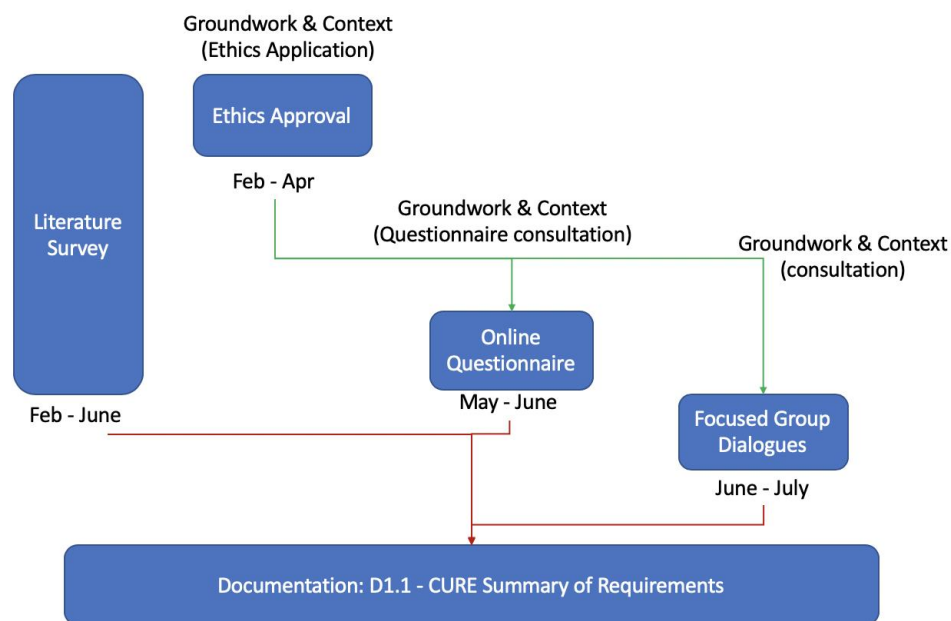 Groundwork & Context
(Ethics Application)
Ethics Approval
Feb - Apr
Literature
Survey
Feb - June
Groundwork & Context
(Questionnaire consultation)
Groundwork & Context
(consultation)
Online
Questionnaire
May - June
Focused Group
Dialogues
June - July
Documentation: D1.1 - CURE Summary of Requirements